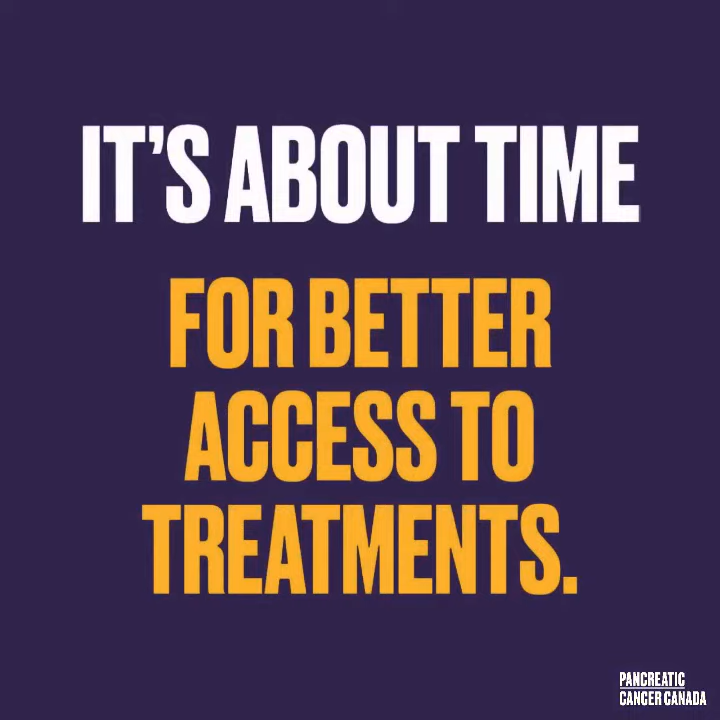 IT'S ABOUT TIME
FOR BETTER
ACCESS TO
TREATMENTS.
PANCREATIC
CANCER CANADA